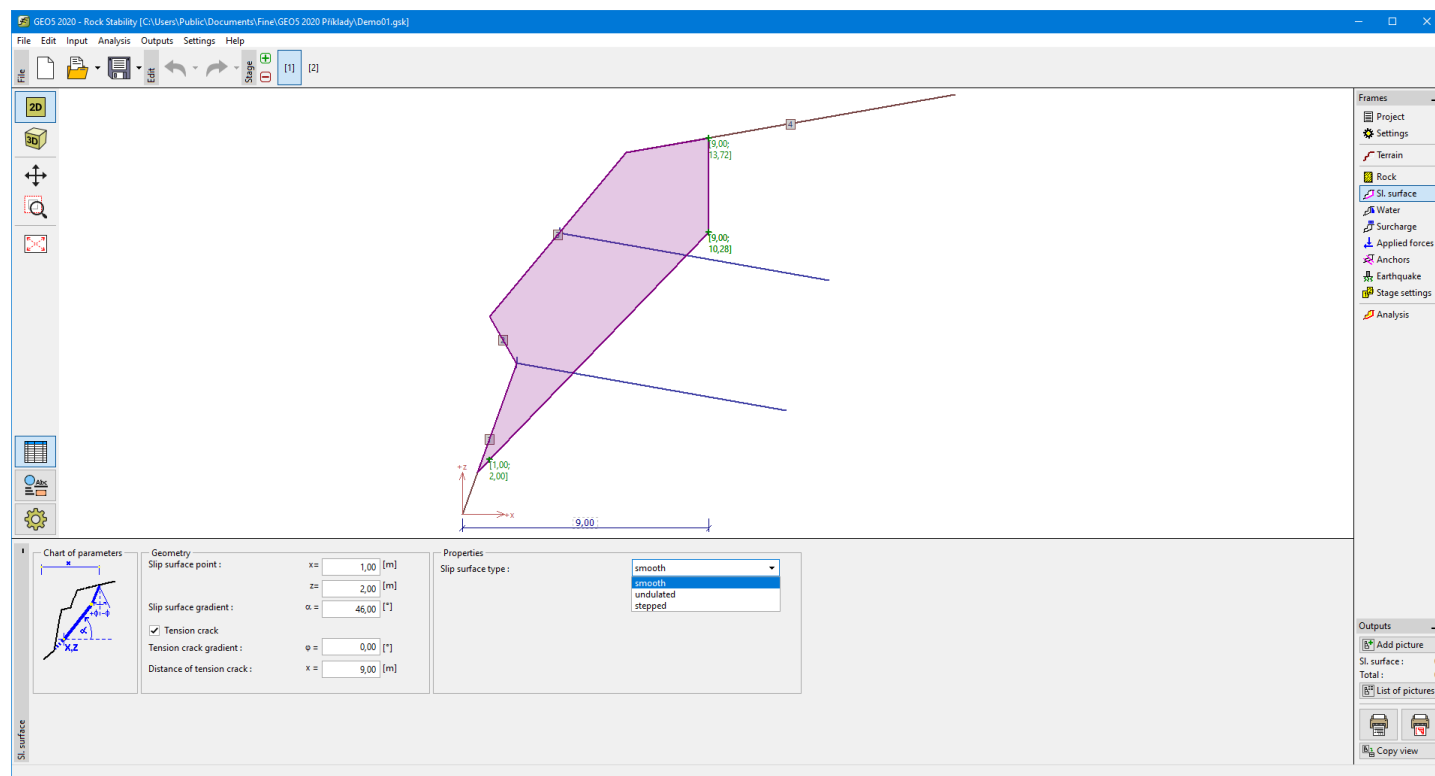 GEO5 2020 - Rock Stability [C:\Users\Public\Documents\Fine\GEO5 2020 Příklady\Demo01.gsk]
File Edit Input Analysis Outputs Settings Help
File
Edit
Stage
[1] [2]
2D
3D
Abc
4
[9,00;
13,72]
[9,00;
10,28]
[1,00;
2,00]
+z
+x
9,00
Frames
Project
Settings
Terrain
Rock
Sl. surface
Water
Surcharge
Applied forces
Anchors
Earthquake
Stage settings
Analysis
Outputs
Add picture
Sl. surface :
Total :
List of pictures
Copy view
Sl. surface
Chart of parameters
x
+φ -φ
α
x,z
Geometry
Slip surface point : x= 1,00 [m]
z= 2,00 [m]
Slip surface gradient : α = 46,00 [°]
Tension crack
Tension crack gradient : φ = 0,00 [°]
Distance of tension crack : x = 9,00 [m]
Properties
Slip surface type : smooth
smooth
undulated
stepped